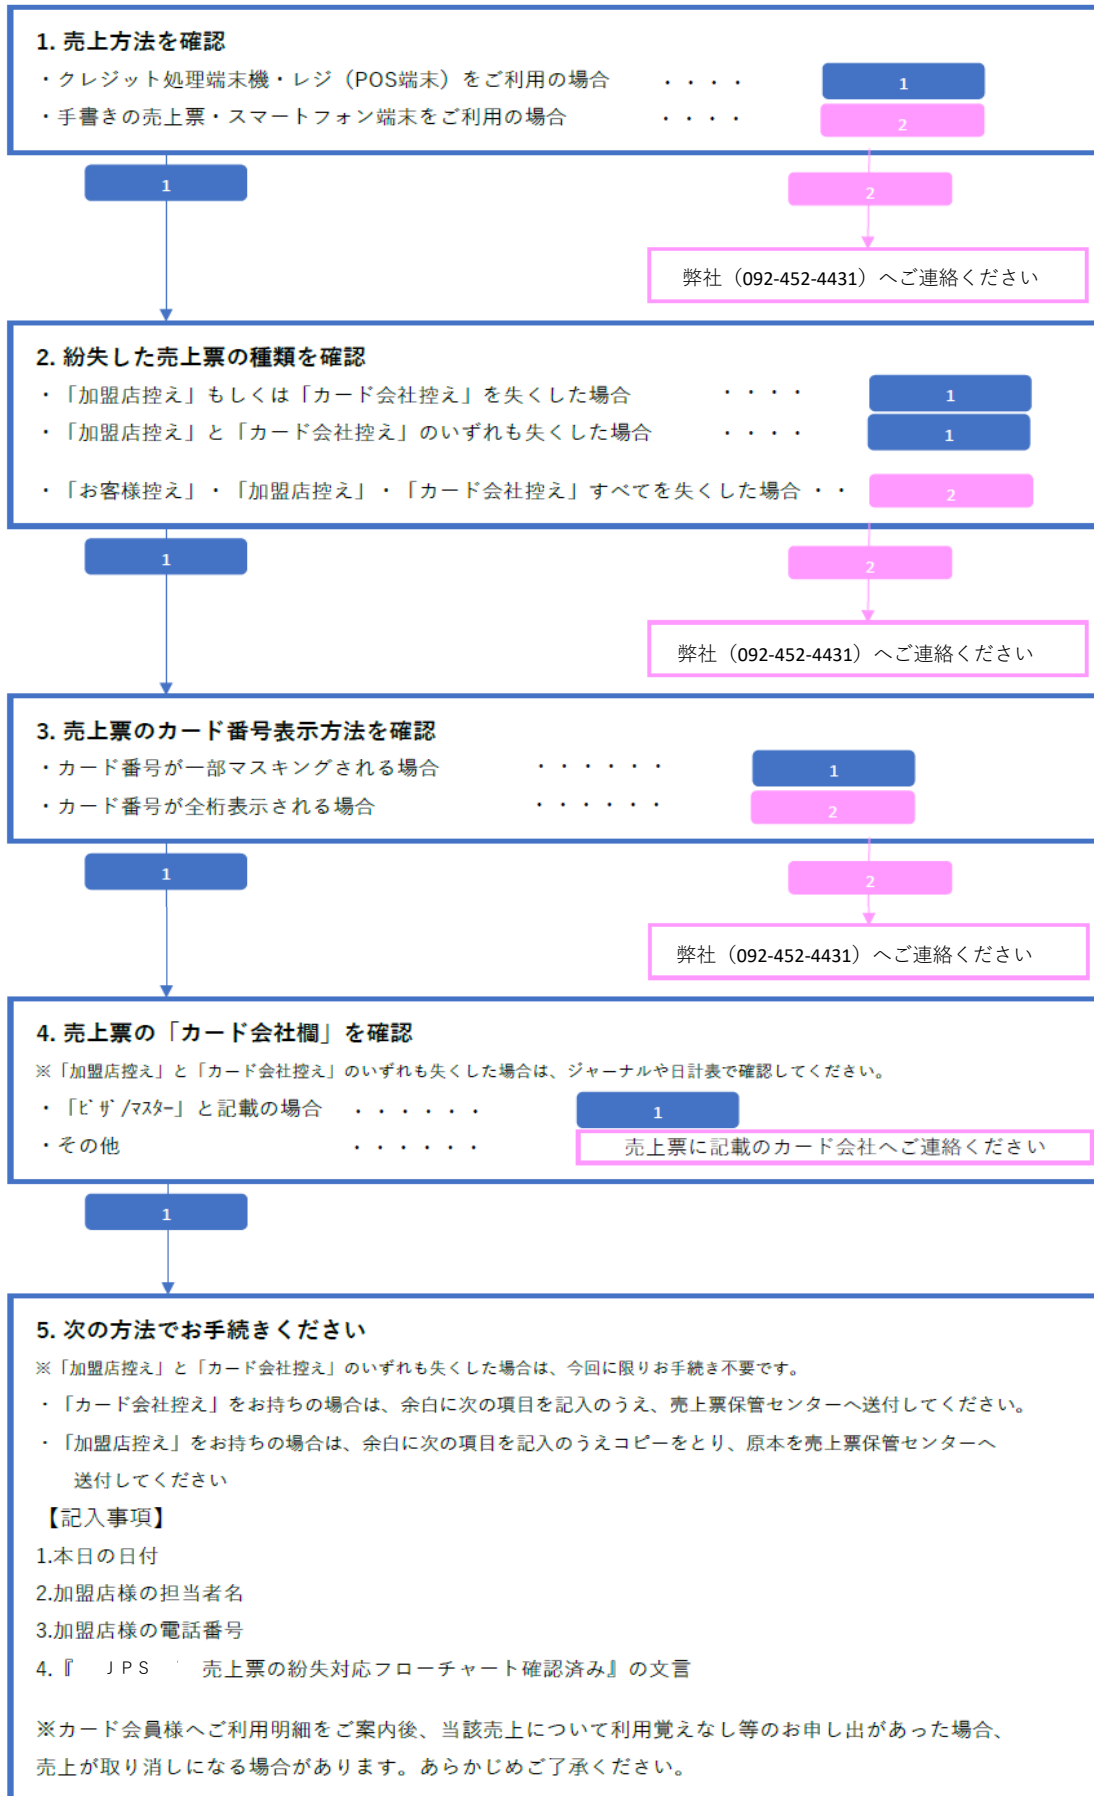 1. 売上方法を確認
・クレジット処理端末機・レジ（POS端末）をご利用の場合 ・・・・ 1
・手書きの売上票・スマートフォン端末をご利用の場合 ・・・・ 2
1
2
弊社（092-452-4431）へご連絡ください
2. 紛失した売上票の種類を確認
・「加盟店控え」もしくは「カード会社控え」を失くした場合 ・・・・ 1
・「加盟店控え」と「カード会社控え」のいずれも失くした場合 ・・・・ 1
・「お客様控え」・「加盟店控え」・「カード会社控え」すべてを失くした場合 ・・ 2
1
2
弊社（092-452-4431）へご連絡ください
3. 売上票のカード番号表示方法を確認
・カード番号が一部マスキングされる場合 ・・・・・・ 1
・カード番号が全桁表示される場合 ・・・・・・ 2
1
2
弊社（092-452-4431）へご連絡ください
4. 売上票の「カード会社欄」を確認
※「加盟店控え」と「カード会社控え」のいずれも失くした場合は、ジャーナルや日計表で確認してください。
・「ﾋﾞｻﾞ/ﾏｽﾀｰ」と記載の場合 ・・・・・・ 1
・その他 ・・・・・・ 売上票に記載のカード会社へご連絡ください
1
5. 次の方法でお手続きください
※「加盟店控え」と「カード会社控え」のいずれも失くした場合は、今回に限りお手続き不要です。
・「カード会社控え」をお持ちの場合は、余白に次の項目を記入のうえ、売上票保管センターへ送付してください。
・「加盟店控え」をお持ちの場合は、余白に次の項目を記入のうえコピーをとり、原本を売上票保管センターへ
送付してください
【記入事項】
1.本日の日付
2.加盟店様の担当者名
3.加盟店様の電話番号
4.『 ＪＰＳ 売上票の紛失対応フローチャート確認済み』の文言
※カード会員様へご利用明細をご案内後、当該売上について利用覚えなし等のお申し出があった場合、
売上が取り消しになる場合があります。あらかじめご了承ください。